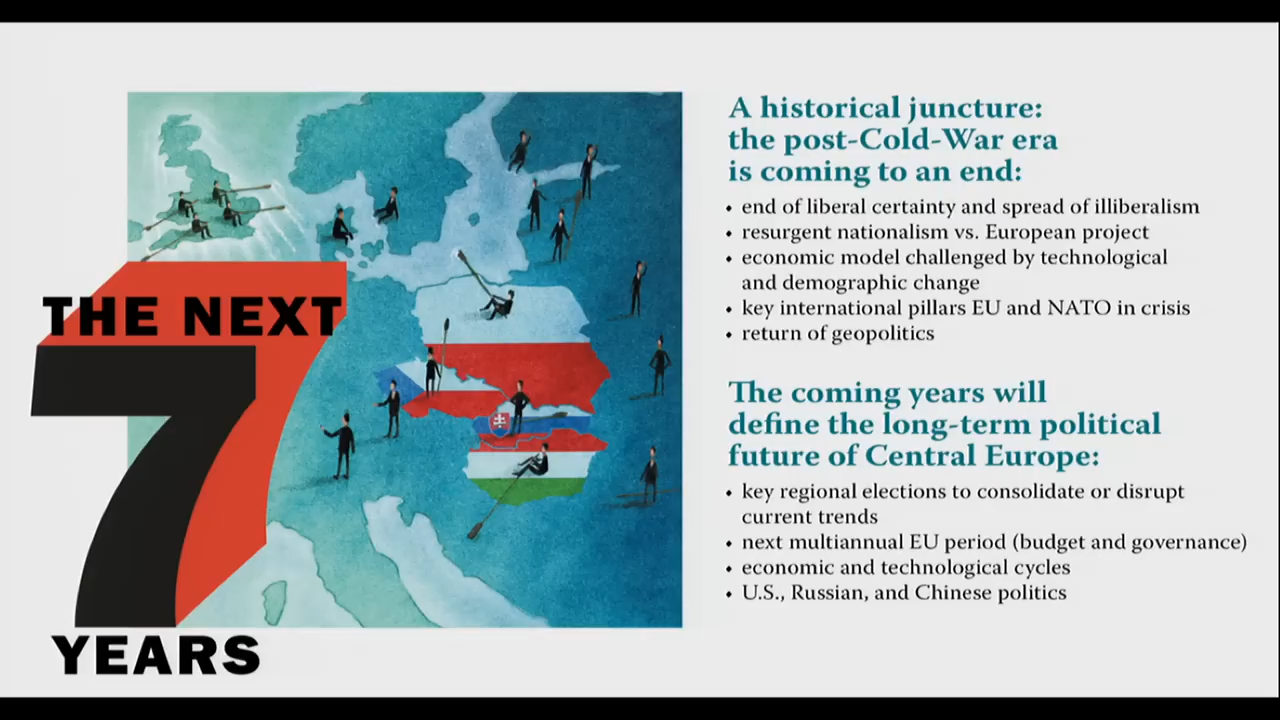 THE NEXT
7
YEARS
A historical juncture:
the post-Cold-War era
is coming to an end:
• end of liberal certainty and spread of illiberalism
• resurgent nationalism vs. European project
• economic model challenged by technological
and demographic change
• key international pillars EU and NATO in crisis
• return of geopolitics
The coming years will
define the long-term political
future of Central Europe:
• key regional elections to consolidate or disrupt
current trends
• next multiannual EU period (budget and governance)
• economic and technological cycles
• U.S., Russian, and Chinese politics